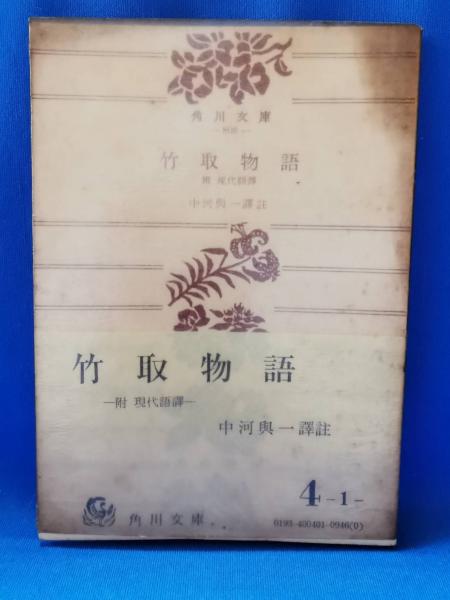 角川文庫
竹取物語
附 現代語譯
中河與一譯註
竹取物語
—附 現代語譯—
中河與一譯註
4-1-
角川文庫
0193-400401-0946(0)